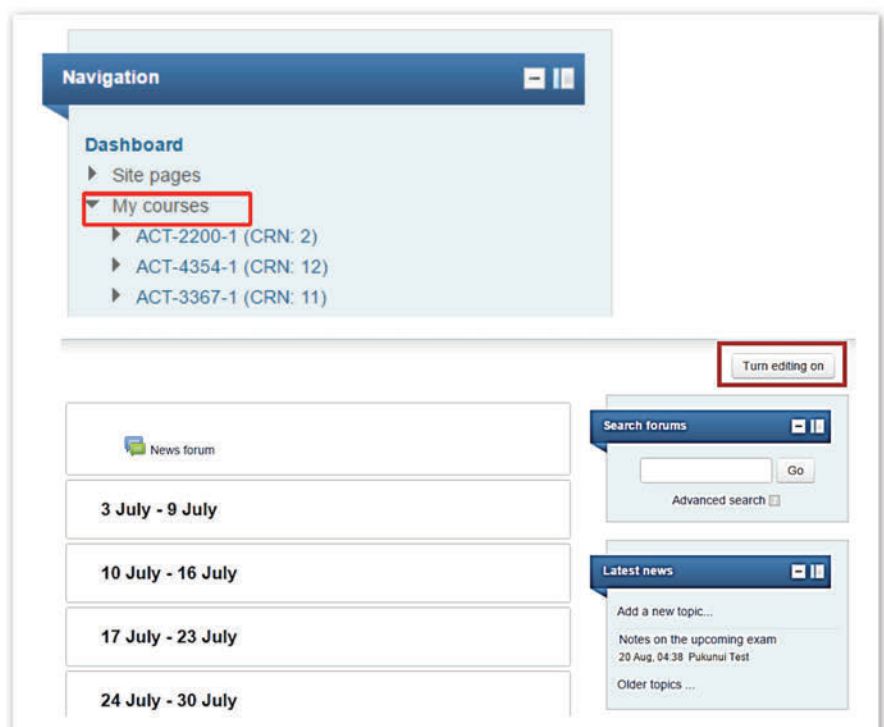 Navigation
Dashboard
Site pages
My courses
ACT-2200-1 (CRN: 2)
ACT-4354-1 (CRN: 12)
ACT-3367-1 (CRN: 11)
Turn editing on
News forum
3 July - 9 July
10 July - 16 July
17 July - 23 July
24 July - 30 July
Search forums
Go
Advanced search
Latest news
Add a new topic...
Notes on the upcoming exam
20 Aug, 04:38 Pukunui Test
Older topics ...